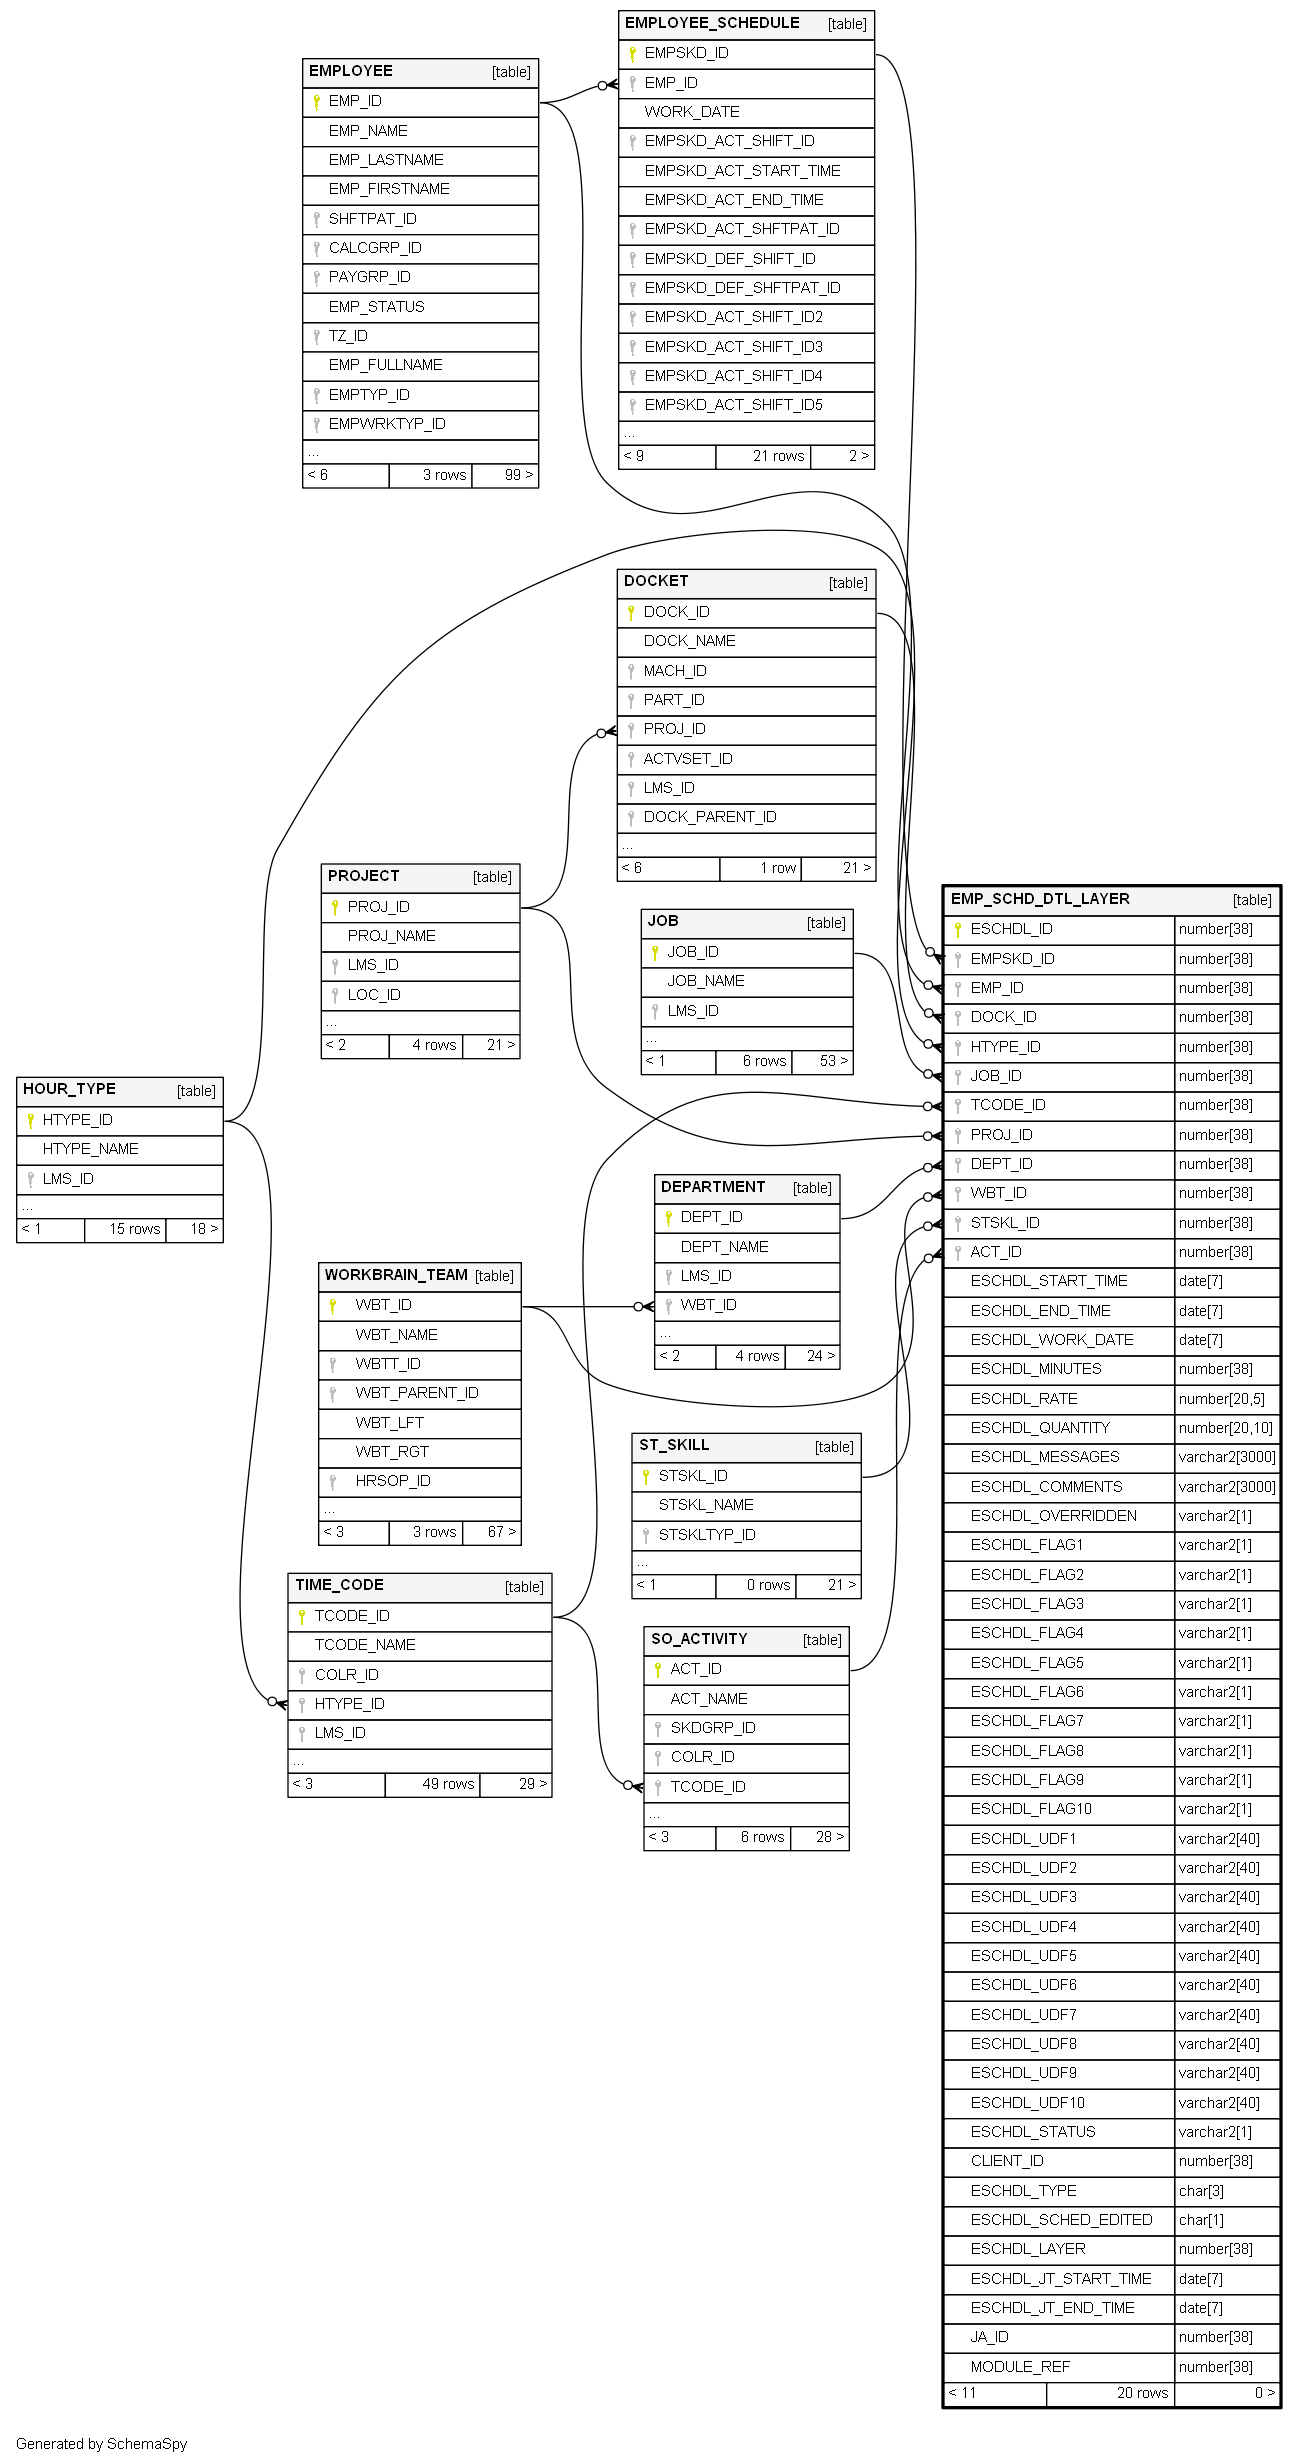 EMPLOYEE_SCHEDULE [table]
EMPSKD_ID
EMP_ID
WORK_DATE
EMPSKD_ACT_SHIFT_ID
EMPSKD_ACT_START_TIME
EMPSKD_ACT_END_TIME
EMPSKD_ACT_SHFTPAT_ID
EMPSKD_DEF_SHIFT_ID
EMPSKD_DEF_SHFTPAT_ID
EMPSKD_ACT_SHIFT_ID2
EMPSKD_ACT_SHIFT_ID3
EMPSKD_ACT_SHIFT_ID4
EMPSKD_ACT_SHIFT_ID5
...
< 9 21 rows 2 >
EMPLOYEE [table]
EMP_ID
EMP_NAME
EMP_LASTNAME
EMP_FIRSTNAME
SHFTPAT_ID
CALCGRP_ID
PAYGRP_ID
EMP_STATUS
TZ_ID
EMP_FULLNAME
EMPTYP_ID
EMPWRKTYP_ID
...
< 6 3 rows 99 >
DOCKET [table]
DOCK_ID
DOCK_NAME
MACH_ID
PART_ID
PROJ_ID
ACTVSET_ID
LMS_ID
DOCK_PARENT_ID
...
< 6 1 row 21 >
PROJECT [table]
PROJ_ID
PROJ_NAME
LMS_ID
LOC_ID
...
< 2 4 rows 21 >
JOB [table]
JOB_ID
JOB_NAME
LMS_ID
...
< 1 6 rows 53 >
HOUR_TYPE [table]
HTYPE_ID
HTYPE_NAME
LMS_ID
...
< 1 15 rows 18 >
DEPARTMENT [table]
DEPT_ID
DEPT_NAME
LMS_ID
WBT_ID
...
< 2 4 rows 24 >
WORKBRAIN_TEAM [table]
WBT_ID
WBT_NAME
WBTT_ID
WBT_PARENT_ID
WBT_LFT
WBT_RGT
HRSOP_ID
...
< 3 3 rows 67 >
ST_SKILL [table]
STSKL_ID
STSKL_NAME
STSKLTYP_ID
...
< 1 0 rows 21 >
TIME_CODE [table]
TCODE_ID
TCODE_NAME
COLR_ID
HTYPE_ID
LMS_ID
...
< 3 49 rows 29 >
SO_ACTIVITY [table]
ACT_ID
ACT_NAME
SKDGRP_ID
COLR_ID
TCODE_ID
...
< 3 6 rows 28 >
EMP_SCHD_DTL_LAYER [table]
ESCHDL_ID number[38]
EMPSKD_ID number[38]
EMP_ID number[38]
DOCK_ID number[38]
HTYPE_ID number[38]
JOB_ID number[38]
TCODE_ID number[38]
PROJ_ID number[38]
DEPT_ID number[38]
WBT_ID number[38]
STSKL_ID number[38]
ACT_ID number[38]
ESCHDL_START_TIME date[7]
ESCHDL_END_TIME date[7]
ESCHDL_WORK_DATE date[7]
ESCHDL_MINUTES number[38]
ESCHDL_RATE number[20,5]
ESCHDL_QUANTITY number[20,10]
ESCHDL_MESSAGES varchar2[3000]
ESCHDL_COMMENTS varchar2[3000]
ESCHDL_OVERRIDDEN varchar2[1]
ESCHDL_FLAG1 varchar2[1]
ESCHDL_FLAG2 varchar2[1]
ESCHDL_FLAG3 varchar2[1]
ESCHDL_FLAG4 varchar2[1]
ESCHDL_FLAG5 varchar2[1]
ESCHDL_FLAG6 varchar2[1]
ESCHDL_FLAG7 varchar2[1]
ESCHDL_FLAG8 varchar2[1]
ESCHDL_FLAG9 varchar2[1]
ESCHDL_FLAG10 varchar2[1]
ESCHDL_UDF1 varchar2[40]
ESCHDL_UDF2 varchar2[40]
ESCHDL_UDF3 varchar2[40]
ESCHDL_UDF4 varchar2[40]
ESCHDL_UDF5 varchar2[40]
ESCHDL_UDF6 varchar2[40]
ESCHDL_UDF7 varchar2[40]
ESCHDL_UDF8 varchar2[40]
ESCHDL_UDF9 varchar2[40]
ESCHDL_UDF10 varchar2[40]
ESCHDL_STATUS varchar2[1]
CLIENT_ID number[38]
ESCHDL_TYPE char[3]
ESCHDL_SCHED_EDITED char[1]
ESCHDL_LAYER number[38]
ESCHDL_JT_START_TIME date[7]
ESCHDL_JT_END_TIME date[7]
JA_ID number[38]
MODULE_REF number[38]
< 11 20 rows 0 >
Generated by SchemaSpy